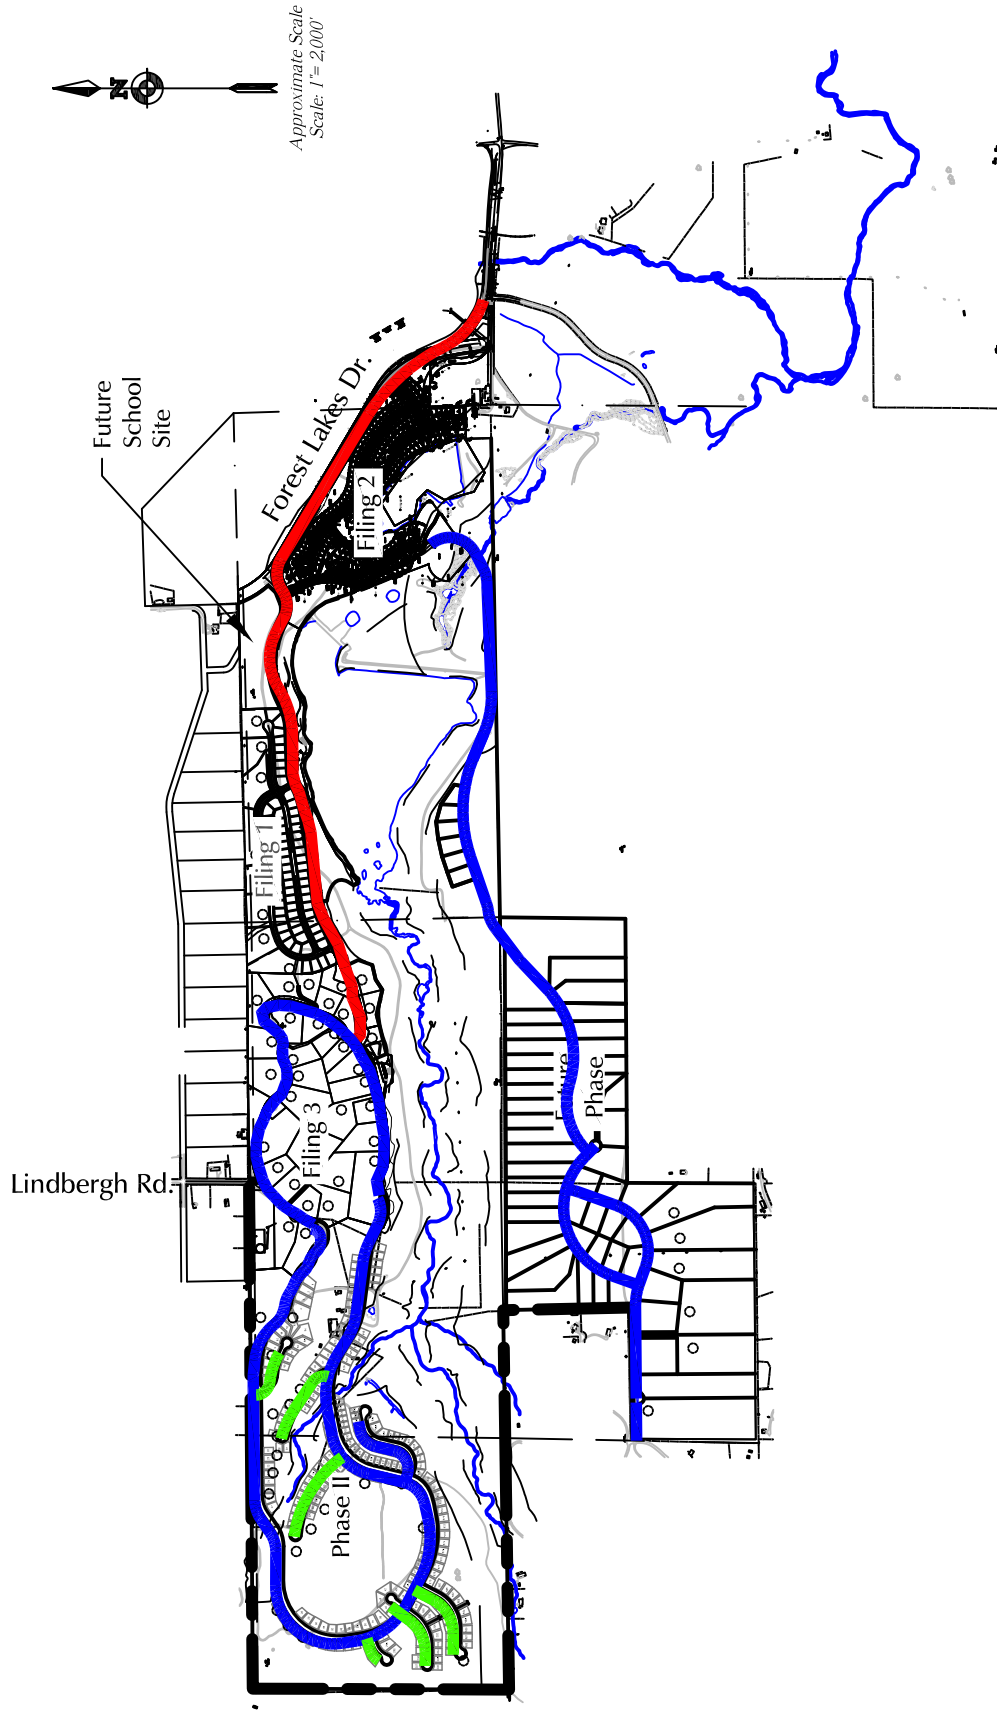 N
Approximate Scale
Scale: 1"= 2,000'
Future
School
Site
Forest Lakes Dr.
Filing 2
Filing 1
Filing 3
Lindbergh Rd.
Future
Phase
Phase II